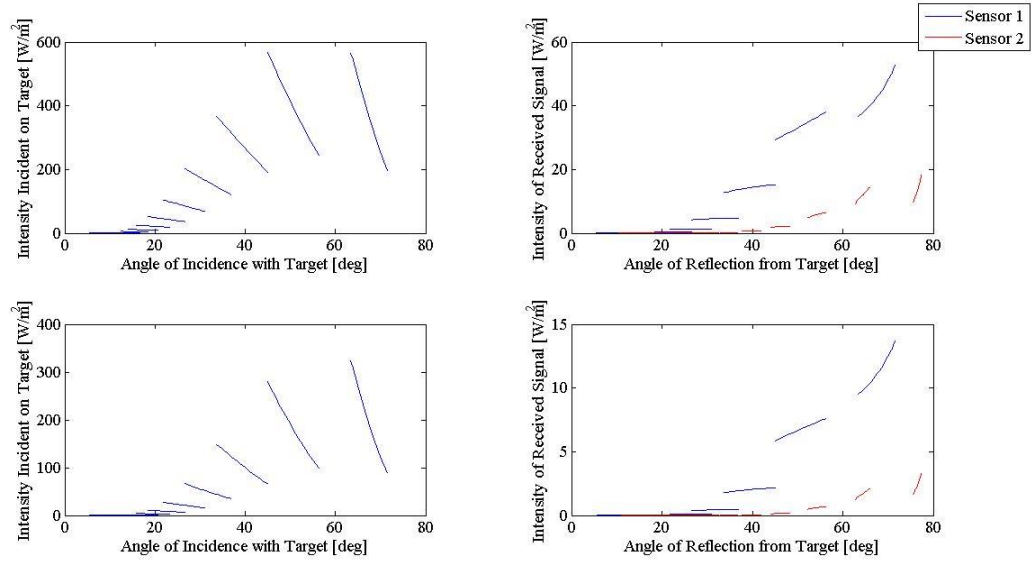 Sensor 1
Sensor 2
Intensity Incident on Target [W/m²]
600
400
200
0
0 20 40 60 80
Angle of Incidence with Target [deg]
Intensity of Received Signal [W/m²]
60
40
20
0
0 20 40 60 80
Angle of Reflection from Target [deg]
Intensity Incident on Target [W/m²]
400
300
200
100
0
0 20 40 60 80
Angle of Incidence with Target [deg]
Intensity of Received Signal [W/m²]
15
10
5
0
0 20 40 60 80
Angle of Reflection from Target [deg]